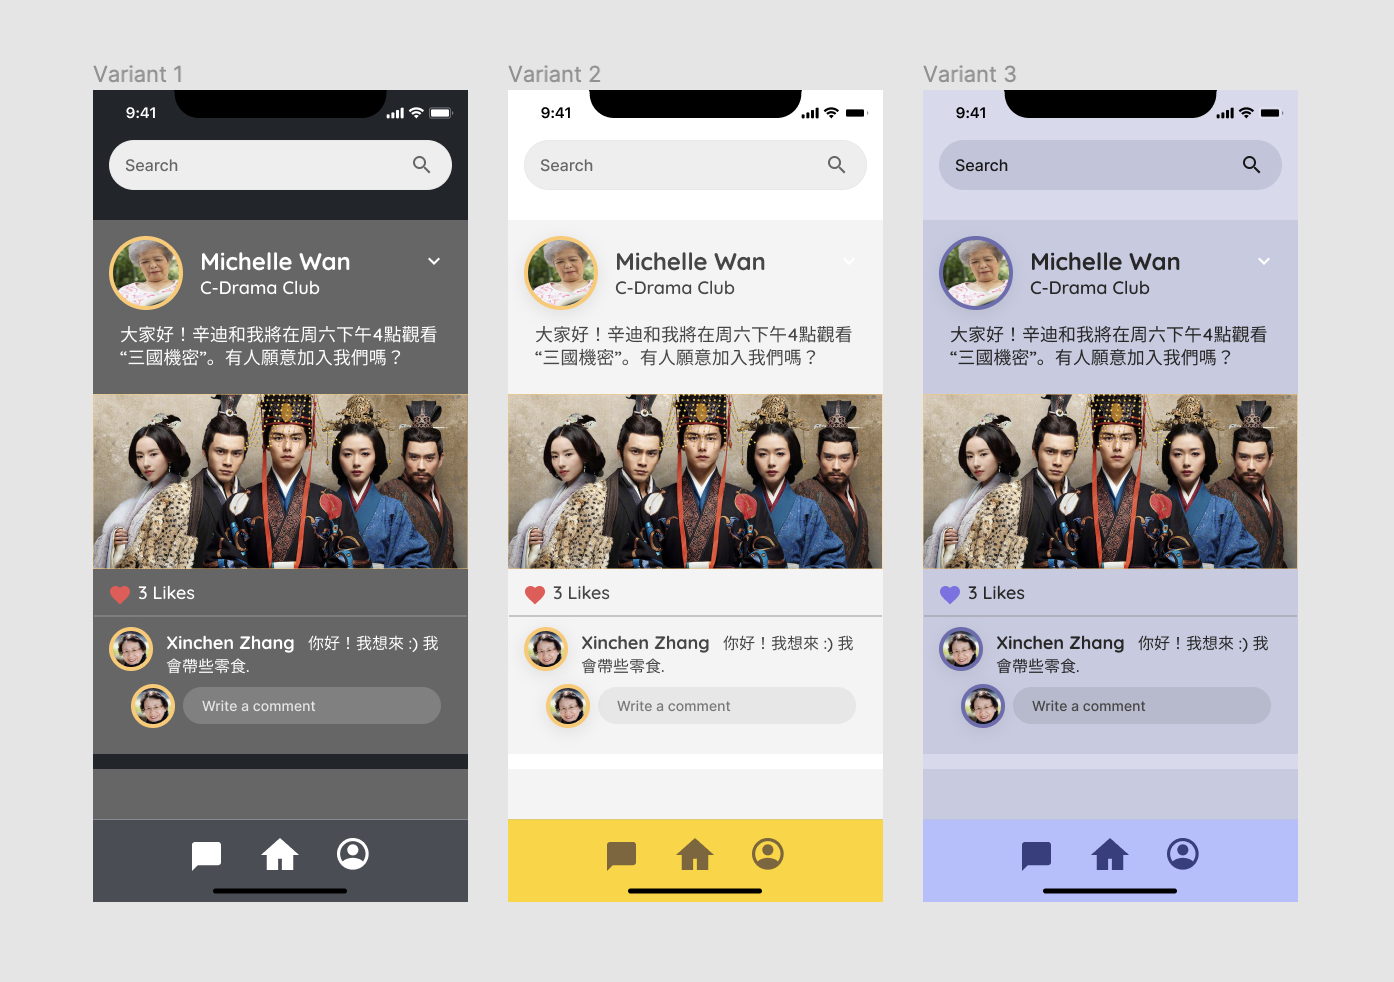 Variant 1
9:41
Search
Michelle Wan
C-Drama Club
大家好！辛迪和我將在周六下午4點觀看
“三國機密”。有人願意加入我們嗎？
3 Likes
Xinchen Zhang 你好！我想來 :) 我
會帶些零食.
Write a comment
Variant 2
9:41
Search
Michelle Wan
C-Drama Club
大家好！辛迪和我將在周六下午4點觀看
“三國機密”。有人願意加入我們嗎？
3 Likes
Xinchen Zhang 你好！我想來 :) 我
會帶些零食.
Write a comment
Variant 3
9:41
Search
Michelle Wan
C-Drama Club
大家好！辛迪和我將在周六下午4點觀看
“三國機密”。有人願意加入我們嗎？
3 Likes
Xinchen Zhang 你好！我想來 :) 我
會帶些零食.
Write a comment